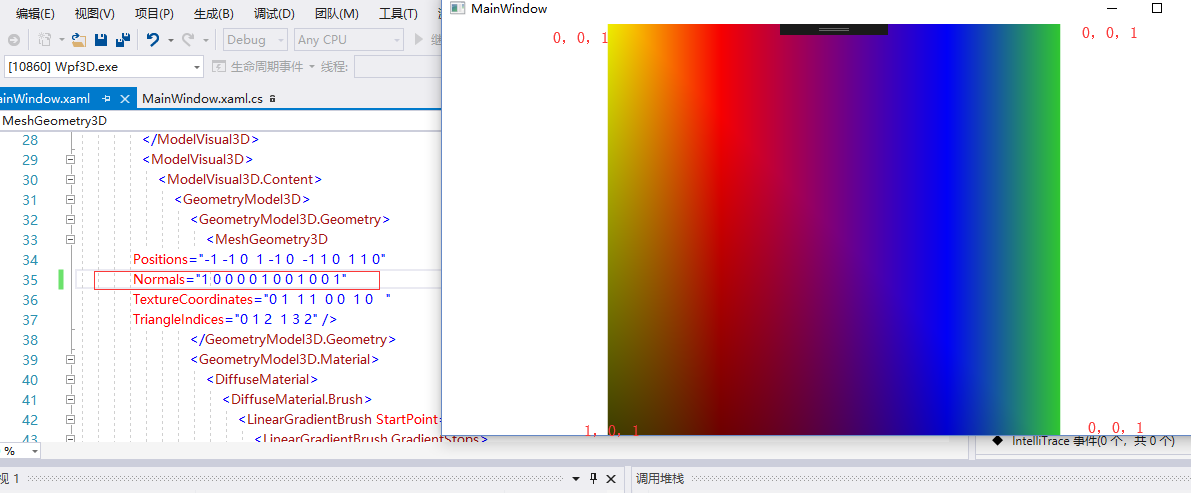 编辑(E) 视图(V) 项目(P) 生成(B) 调试(D) 团队(M) 工具(T)
Debug Any CPU
[10860] Wpf3D.exe 生命周期事件 线程:
ainWindow.xaml MainWindow.xaml.cs
MeshGeometry3D
28 </ModelVisual3D>
29 <ModelVisual3D>
30 <ModelVisual3D.Content>
31 <GeometryModel3D>
32 <GeometryModel3D.Geometry>
33 <MeshGeometry3D
34 Positions="-1 -1 0  1 -1 0  -1 1 0  1 1 0"
35 Normals="1 0 0 0 0 1 0 0 1 0 0 1"
36 TextureCoordinates="0 1  1 1  0 0  1 0   "
37 TriangleIndices="0 1 2  1 3 2" />
38 </GeometryModel3D.Geometry>
39 <GeometryModel3D.Material>
40 <DiffuseMaterial>
41 <DiffuseMaterial.Brush>
42 <LinearGradientBrush StartPoint=
43 <LinearGradientBrush.GradientStops>
%
视 1
MainWindow
0, 0, 1
0, 0, 1
1, 0, 1
0, 0, 1
IntelliTrace 事件(0 个, 共 0 个)
调用堆栈